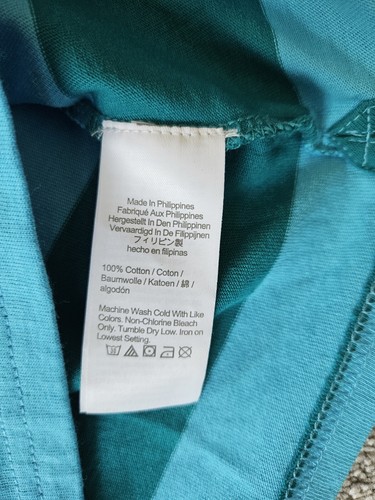 Made In Philippines
Fabriqué Aux Philippines
Hergestellt In Den Philippinen
Vervaardigd In De Filippijnen
フィリピン製
hecho en filipinas
100% Cotton / Coton /
Baumwolle / Katoen / 綿 /
algodón
Machine Wash Cold With Like
Colors. Non-Chlorine Bleach
Only. Tumble Dry Low. Iron on
Lowest Setting.